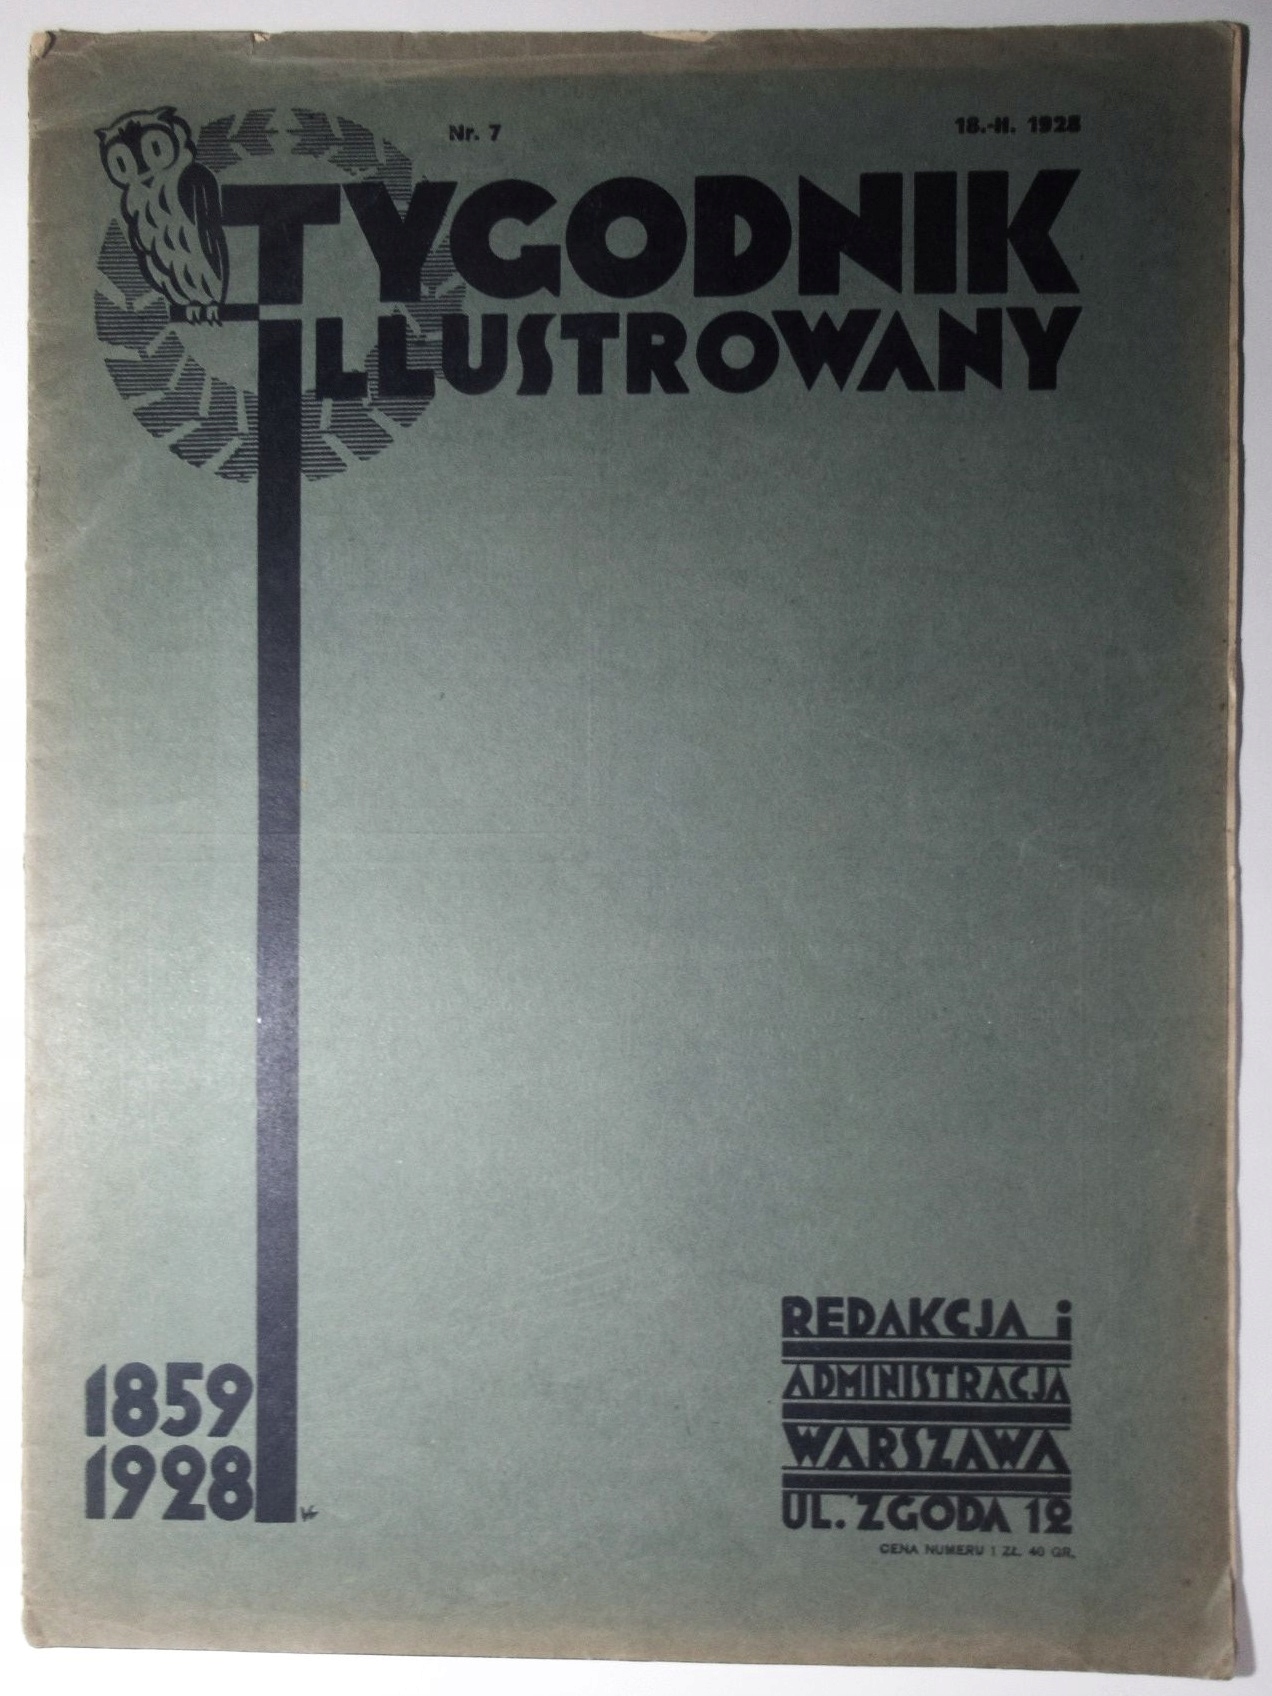 Nr. 7
18.-II. 1928
TYGODNIK
ILLUSTROWANY
1859
1928
REDAKCJA i
ADMINISTRACJA
WARSZAWA
UL. ZGODA 12
CENA NUMERU 1 ZŁ. 40 GR.